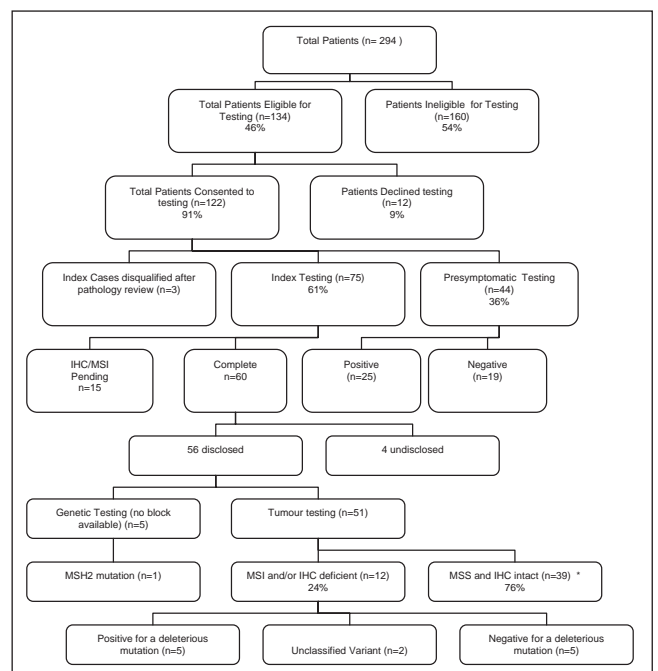 Total Patients (n= 294 )
Total Patients Eligible for
Testing (n=134)
46%
Patients Ineligible for Testing
(n=160)
54%
Total Patients Consented to
testing (n=122)
91%
Patients Declined testing
(n=12)
9%
Index Cases disqualified after
pathology review (n=3)
Index Testing (n=75)
61%
Presymptomatic Testing
(n=44)
36%
IHC/MSI
Pending
n=15
Complete
n=60
Positive
(n=25)
Negative
(n=19)
56 disclosed
4 undisclosed
Genetic Testing (no block
available) (n=5)
Tumour testing (n=51)
MSH2 mutation (n=1)
MSI and/or IHC deficient (n=12)
24%
MSS and IHC intact (n=39) *
76%
Positive for a deleterious
mutation (n=5)
Unclassified Variant (n=2)
Negative for a deleterious
mutation (n=5)